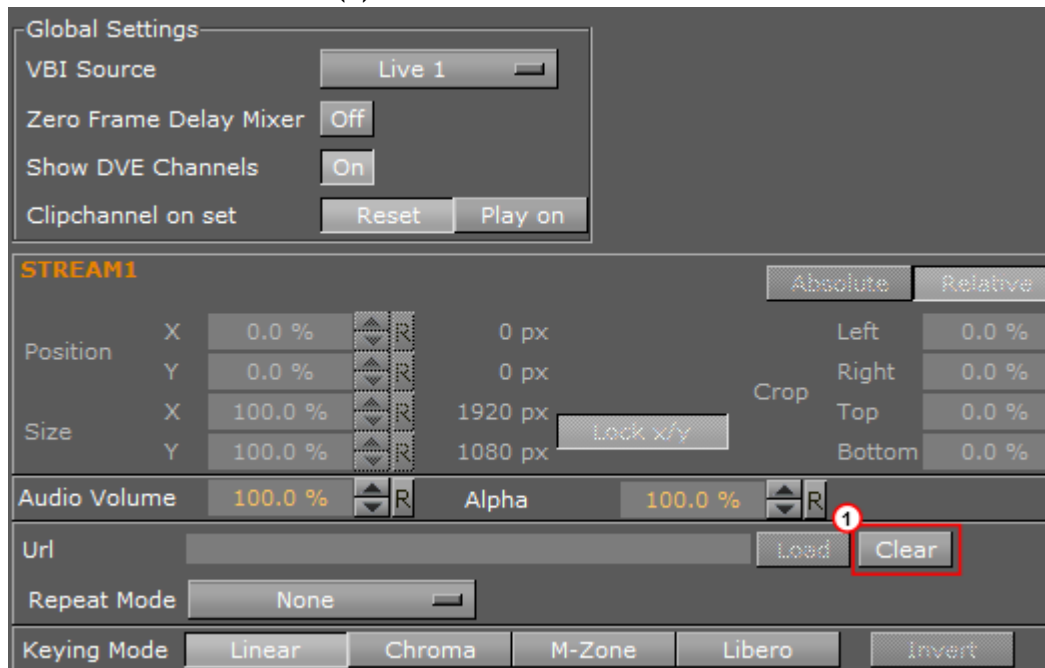 (1)
Global Settings
VBI Source Live 1
Zero Frame Delay Mixer Off
Show DVE Channels On
Clipchannel on set Reset Play on
STREAM1 Absolute Relative
Position X 0.0 % R 0 px Crop Left 0.0 %
Y 0.0 % R 0 px Right 0.0 %
Size X 100.0 % R 1920 px Lock x/y Top 0.0 %
Y 100.0 % R 1080 px Bottom 0.0 %
Audio Volume 100.0 % R Alpha 100.0 % R
1
Url Load Clear
Repeat Mode None
Keying Mode Linear Chroma M-Zone Libero Invert